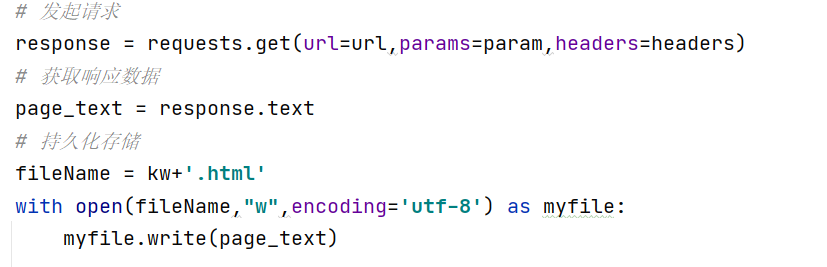 # 发起请求
response = requests.get(url=url,params=param,headers=headers)
# 获取响应数据
page_text = response.text
# 持久化存储
fileName = kw+'.html'
with open(fileName,"w",encoding='utf-8') as myfile:
    myfile.write(page_text)